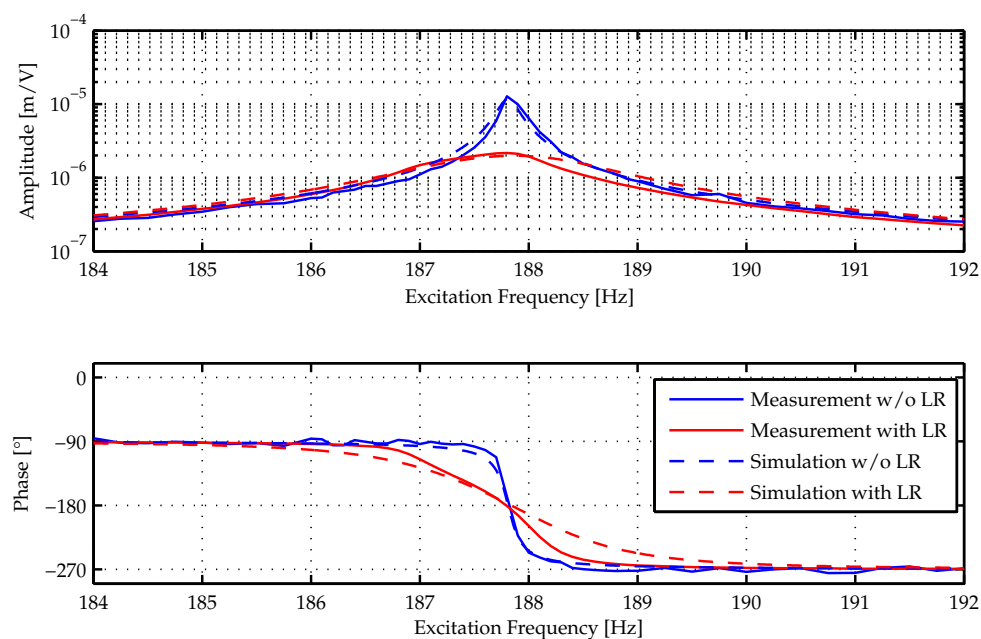 10^−4
10^−5
10^−6
10^−7
Amplitude [m/V]
184 185 186 187 188 189 190 191 192
Excitation Frequency [Hz]
0
−90
−180
−270
Phase [°]
Measurement w/o LR
Measurement with LR
Simulation w/o LR
Simulation with LR
184 185 186 187 188 189 190 191 192
Excitation Frequency [Hz]